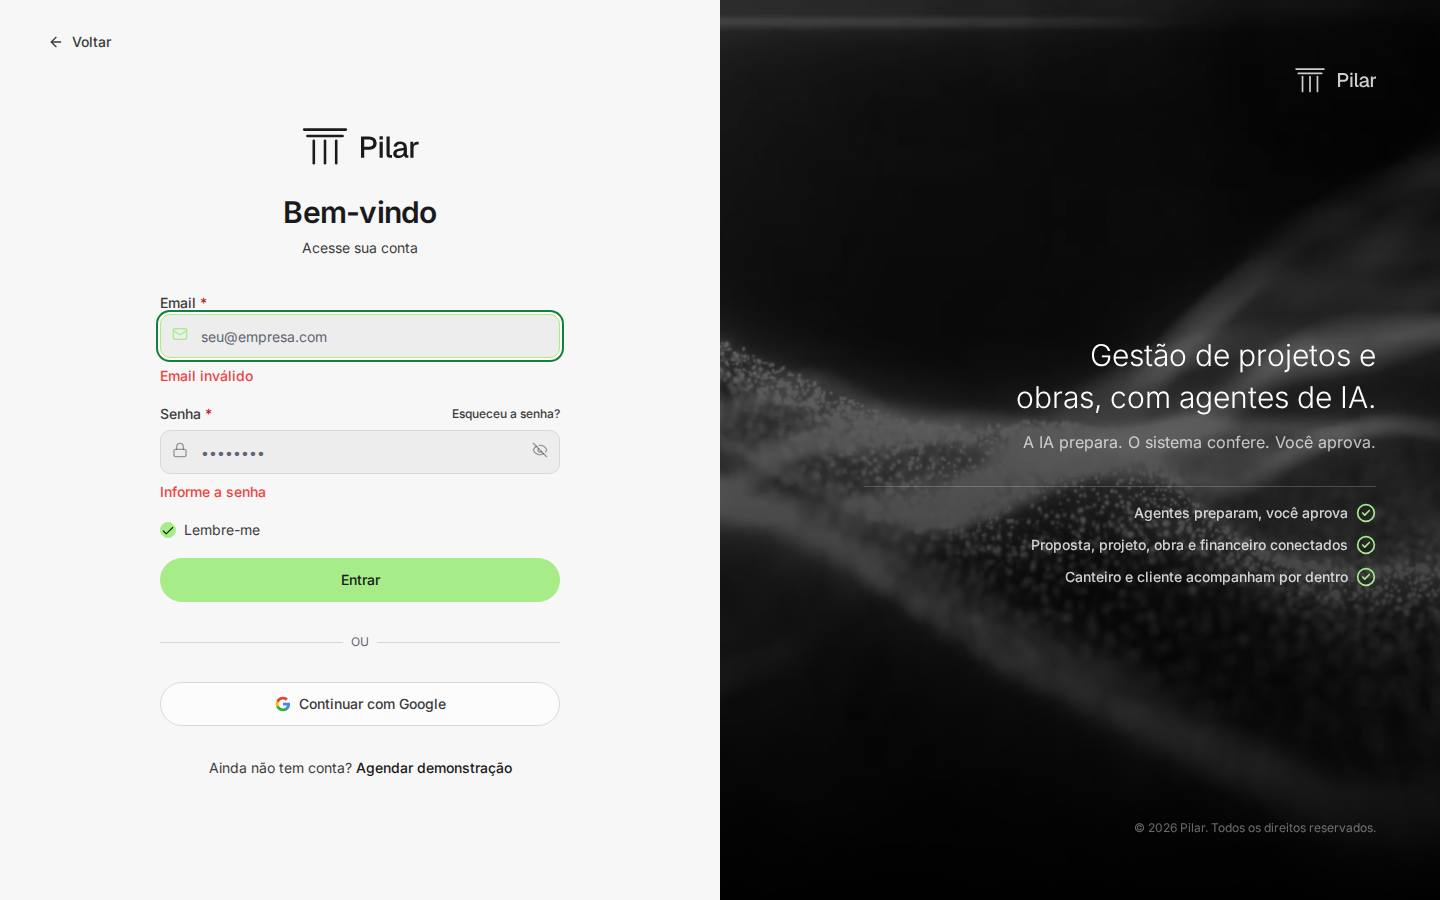 Voltar
Pilar
Bem-vindo
Acesse sua conta
Email *
seu@empresa.com
Email inválido
Senha *
Esqueceu a senha?
••••••••
Informe a senha
Lembre-me
Entrar
OU
Continuar com Google
Ainda não tem conta? Agendar demonstração
Pilar
Gestão de projetos e
obras, com agentes de IA.
A IA prepara. O sistema confere. Você aprova.
Agentes preparam, você aprova
Proposta, projeto, obra e financeiro conectados
Canteiro e cliente acompanham por dentro
© 2026 Pilar. Todos os direitos reservados.